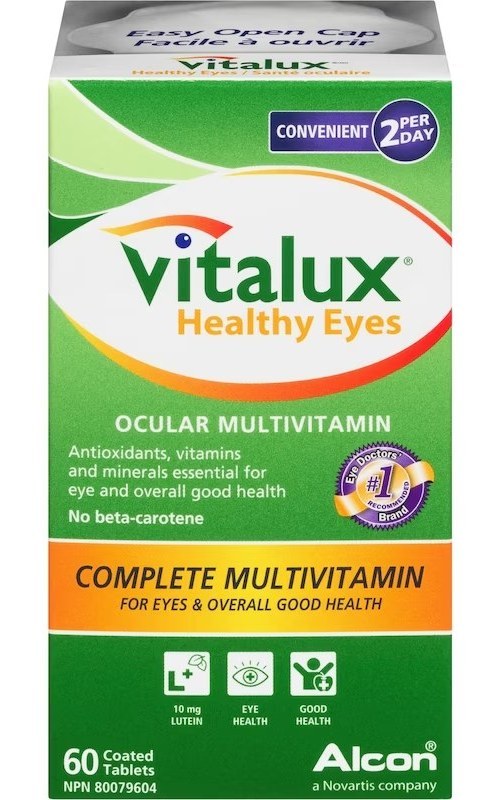 Easy Open Cap
Facile à ouvrir
vitalux
Healthy Eyes / Santé oculaire
CONVENIENT 2 PER DAY
vitalux®
Healthy Eyes
OCULAR MULTIVITAMIN
Antioxidants, vitamins
and minerals essential for
eye and overall good health
No beta-carotene
Eye Doctors'
#1
RECOMMENDED
Brand
COMPLETE MULTIVITAMIN
FOR EYES & OVERALL GOOD HEALTH
L+
10 mg
LUTEIN
EYE
HEALTH
GOOD
HEALTH
60 Coated Tablets
NPN 80079604
Alcon®
a Novartis company